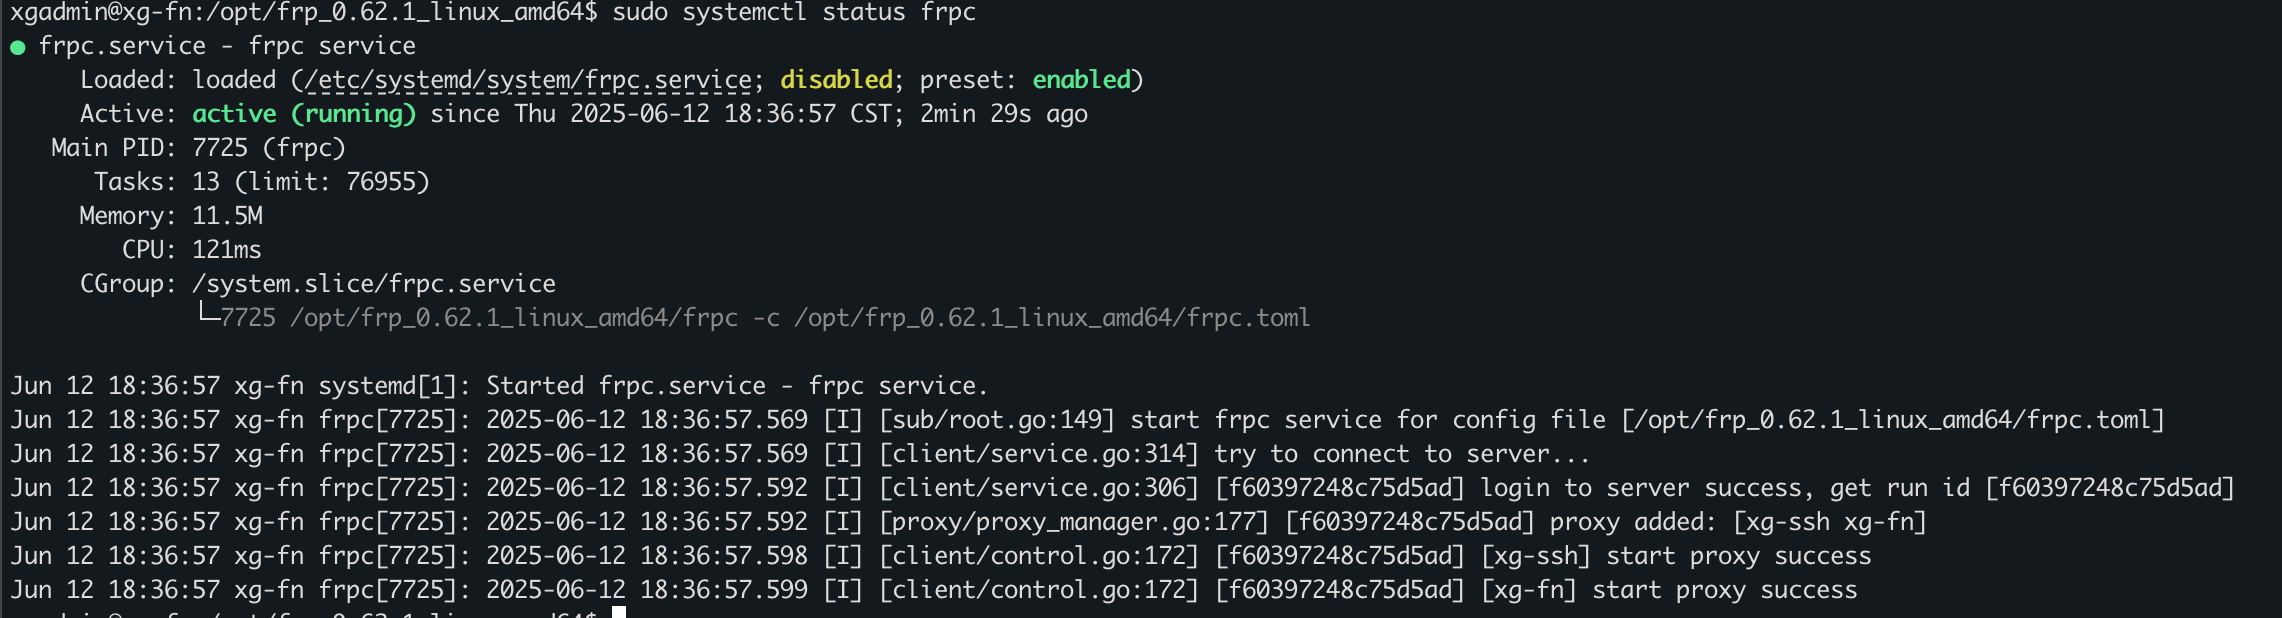 xgadmin@xg-fn:/opt/frp_0.62.1_linux_amd64$ sudo systemctl status frpc
● frpc.service - frpc service
Loaded: loaded (/etc/systemd/system/frpc.service; disabled; preset: enabled)
Active: active (running) since Thu 2025-06-12 18:36:57 CST; 2min 29s ago
Main PID: 7725 (frpc)
Tasks: 13 (limit: 76955)
Memory: 11.5M
CPU: 121ms
CGroup: /system.slice/frpc.service
└─7725 /opt/frp_0.62.1_linux_amd64/frpc -c /opt/frp_0.62.1_linux_amd64/frpc.toml
Jun 12 18:36:57 xg-fn systemd[1]: Started frpc.service - frpc service.
Jun 12 18:36:57 xg-fn frpc[7725]: 2025-06-12 18:36:57.569 [I] [sub/root.go:149] start frpc service for config file [/opt/frp_0.62.1_linux_amd64/frpc.toml]
Jun 12 18:36:57 xg-fn frpc[7725]: 2025-06-12 18:36:57.569 [I] [client/service.go:314] try to connect to server...
Jun 12 18:36:57 xg-fn frpc[7725]: 2025-06-12 18:36:57.592 [I] [client/service.go:306] [f60397248c75d5ad] login to server success, get run id [f60397248c75d5ad]
Jun 12 18:36:57 xg-fn frpc[7725]: 2025-06-12 18:36:57.592 [I] [proxy/proxy_manager.go:177] [f60397248c75d5ad] proxy added: [xg-ssh xg-fn]
Jun 12 18:36:57 xg-fn frpc[7725]: 2025-06-12 18:36:57.598 [I] [client/control.go:172] [f60397248c75d5ad] [xg-ssh] start proxy success
Jun 12 18:36:57 xg-fn frpc[7725]: 2025-06-12 18:36:57.599 [I] [client/control.go:172] [f60397248c75d5ad] [xg-fn] start proxy success